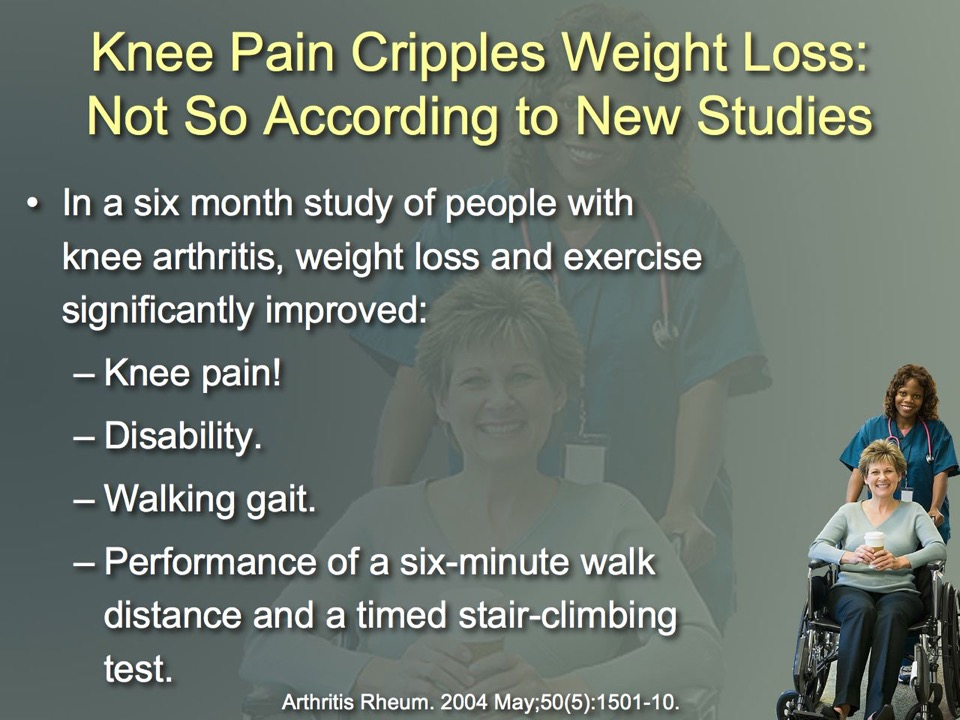 Knee Pain Cripples Weight Loss:
Not So According to New Studies
• In a six month study of people with
knee arthritis, weight loss and exercise
significantly improved:
– Knee pain!
– Disability.
– Walking gait.
– Performance of a six-minute walk
distance and a timed stair-climbing
test.
Arthritis Rheum. 2004 May;50(5):1501-10.